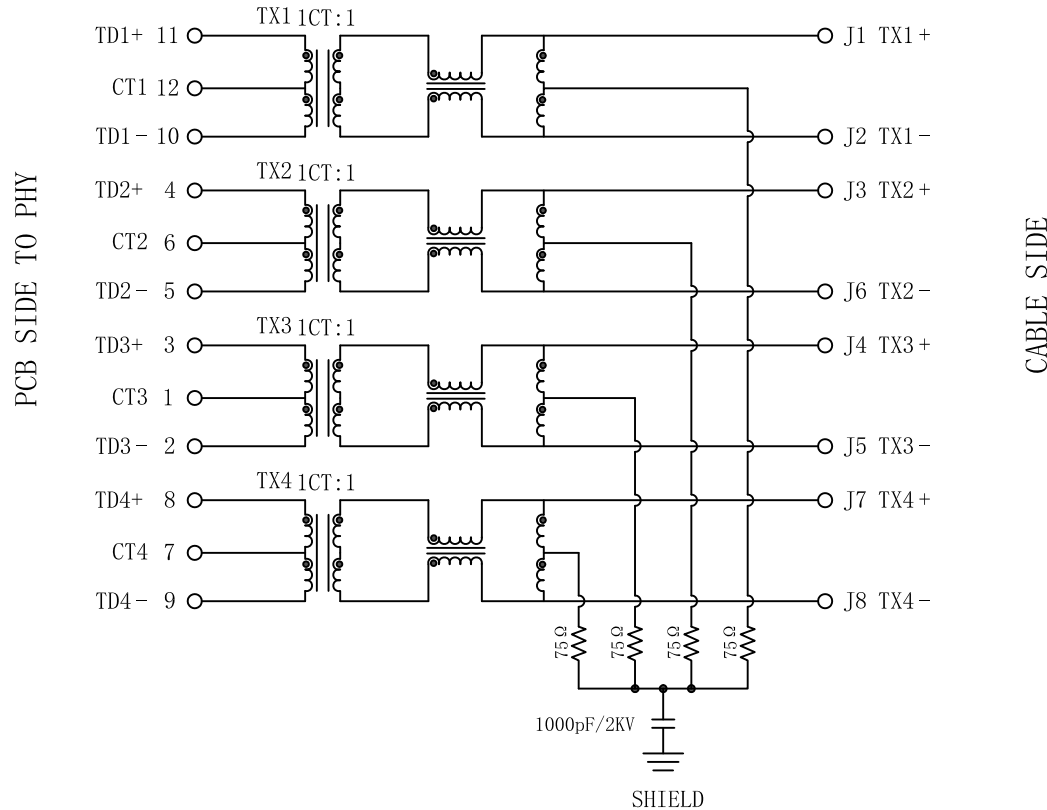 PCB SIDE TO PHY
CABLE SIDE
TX1 1CT:1
TD1+ 11
CT1 12
TD1- 10
J1 TX1+
J2 TX1-
TX2 1CT:1
TD2+ 4
CT2 6
TD2- 5
J3 TX2+
J6 TX2-
TX3 1CT:1
TD3+ 3
CT3 1
TD3- 2
J4 TX3+
J5 TX3-
TX4 1CT:1
TD4+ 8
CT4 7
TD4- 9
J7 TX4+
J8 TX4-
75Ω
75Ω
75Ω
75Ω
1000pF/2KV
SHIELD